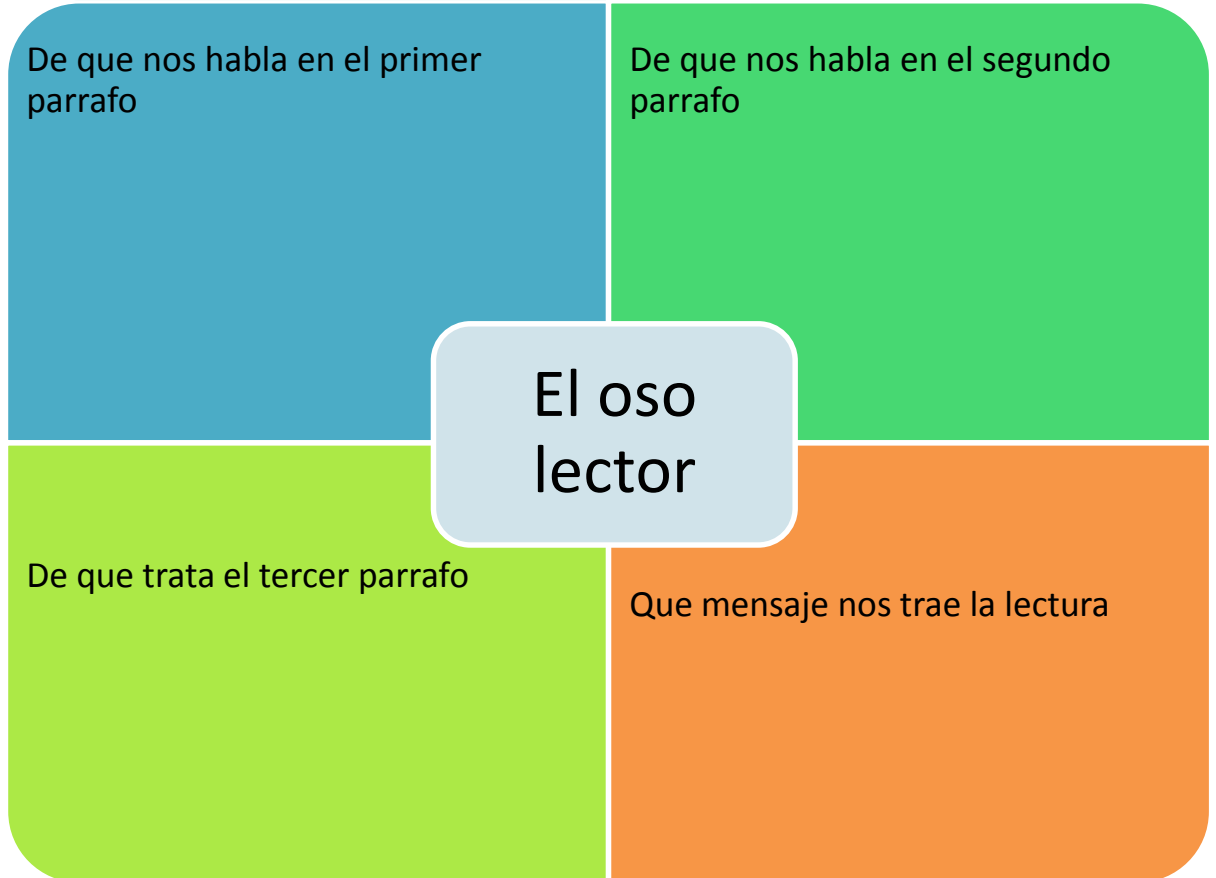 De que nos habla en el primer
parrafo
De que nos habla en el segundo
parrafo
El oso
lector
De que trata el tercer parrafo
Que mensaje nos trae la lectura